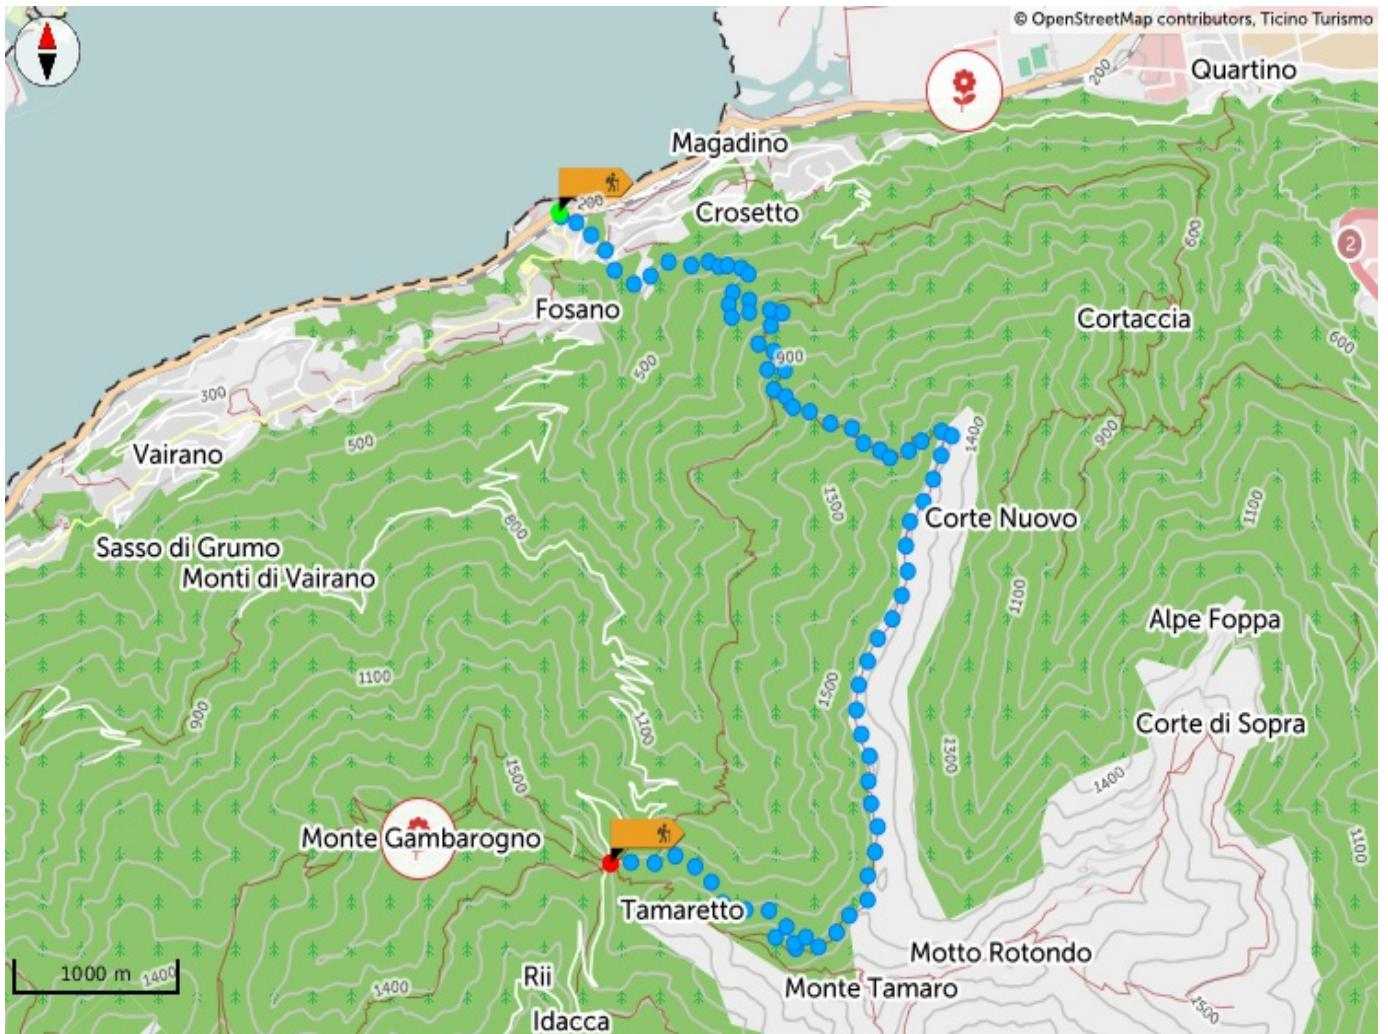 © OpenStreetMap contributors, Ticino Turismo
Quartino
200
Magadino
200
Crosetto
600
2
Fosano
Cortaccia
600
500
900
300
1400
500
900
Vairano
1300
1100
800
Corte Nuovo
Sasso di Grumo
Monti di Vairano
1100
Alpe Foppa
1100
1500
900
Corte di Sopra
1100
1300
1500
1400
Monte Gambarogno
1100
Tamaretto
Motto Rotondo
1000 m
1400
Rii
1400
Monte Tamaro
1500
Idacca